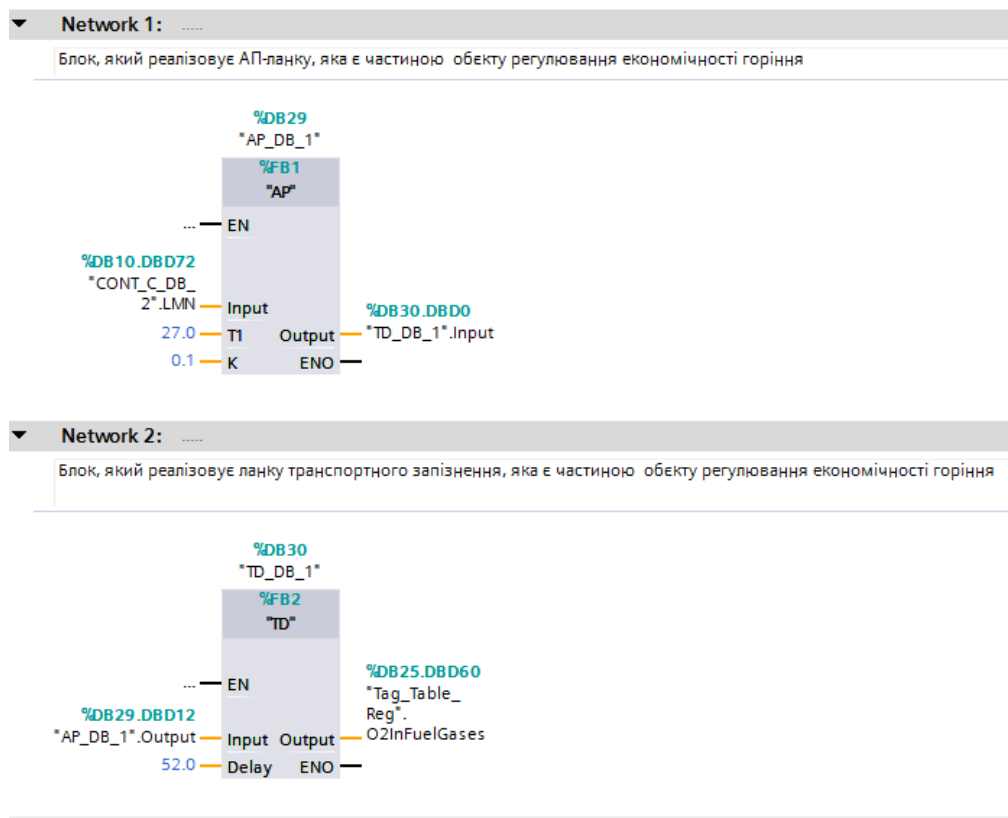 Network 1: .....
Блок, який реалізовує АП-ланку, яка є частиною обєкту регулювання економічності горіння
%DB29
"AP_DB_1"
%FB1
"AP"
... EN
%DB10.DBD72
"CONT_C_DB_
2".LMN Input
%DB30.DBD0
27.0 T1 Output "TD_DB_1".Input
0.1 K ENO
Network 2: .....
Блок, який реалізовує ланку транспортного запізнення, яка є частиною обєкту регулювання економічності горіння
%DB30
"TD_DB_1"
%FB2
"TD"
... EN
%DB25.DBD60
"Tag_Table_
Reg".
O2InFuelGases
%DB29.DBD12
"AP_DB_1".Output Input Output
52.0 Delay ENO